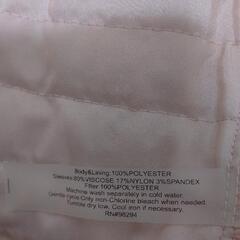 Body&Lining:100%POLYESTER
Sleeves:80%VISCOSE 17%NYLON 3%SPANDEX
Filler:100%POLYESTER
Machine wash separately in cold water.
Gentle cycle.Only non-Chlorine bleach when needed.
Tumble dry low. Cool iron if necessary.
RN#98294